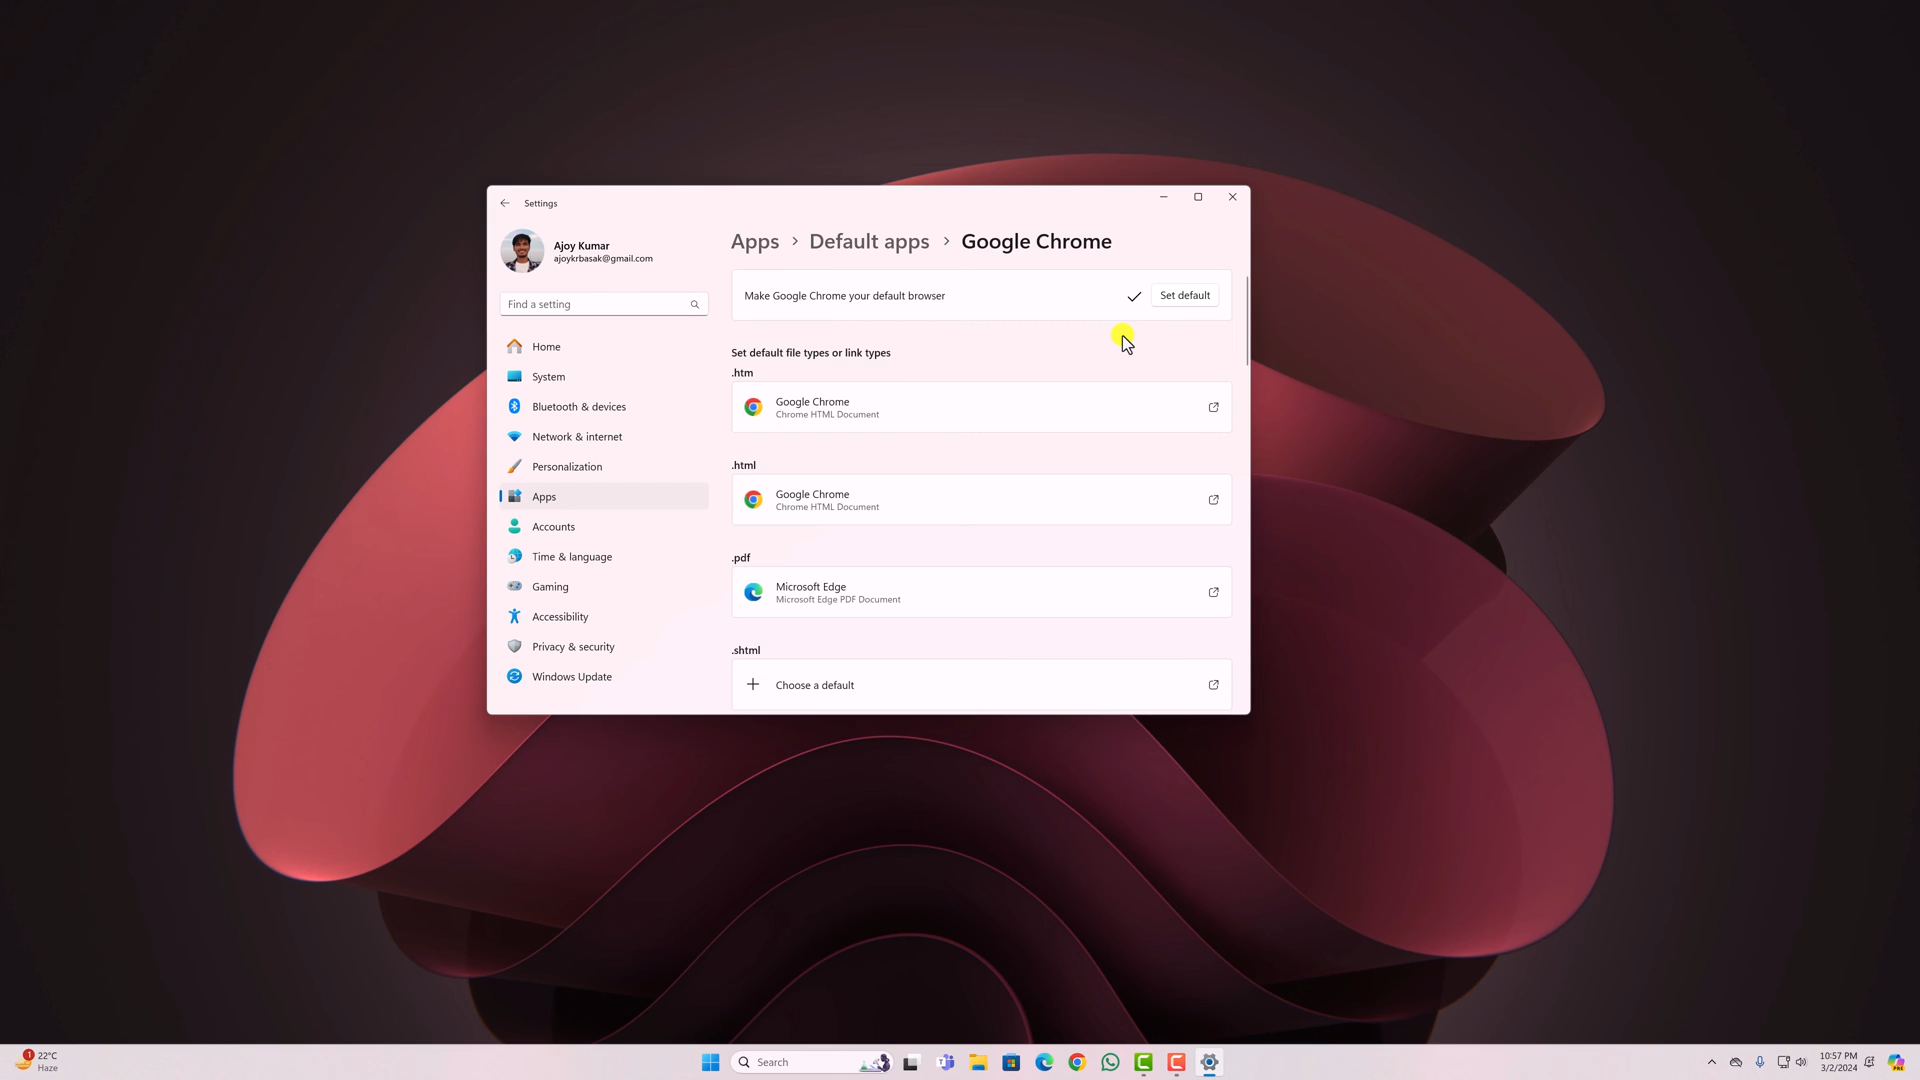 Settings
Ajoy Kumar
ajoykrbasak@gmail.com
Find a setting
Home
System
Bluetooth & devices
Network & internet
Personalization
Apps
Accounts
Time & language
Gaming
Accessibility
Privacy & security
Windows Update
Apps > Default apps > Google Chrome
Make Google Chrome your default browser
Set default
Set default file types or link types
.htm
Google Chrome
Chrome HTML Document
.html
Google Chrome
Chrome HTML Document
.pdf
Microsoft Edge
Microsoft Edge PDF Document
.shtml
Choose a default
1
22°C
Haze
Search
10:57 PM
3/2/2024
PRE